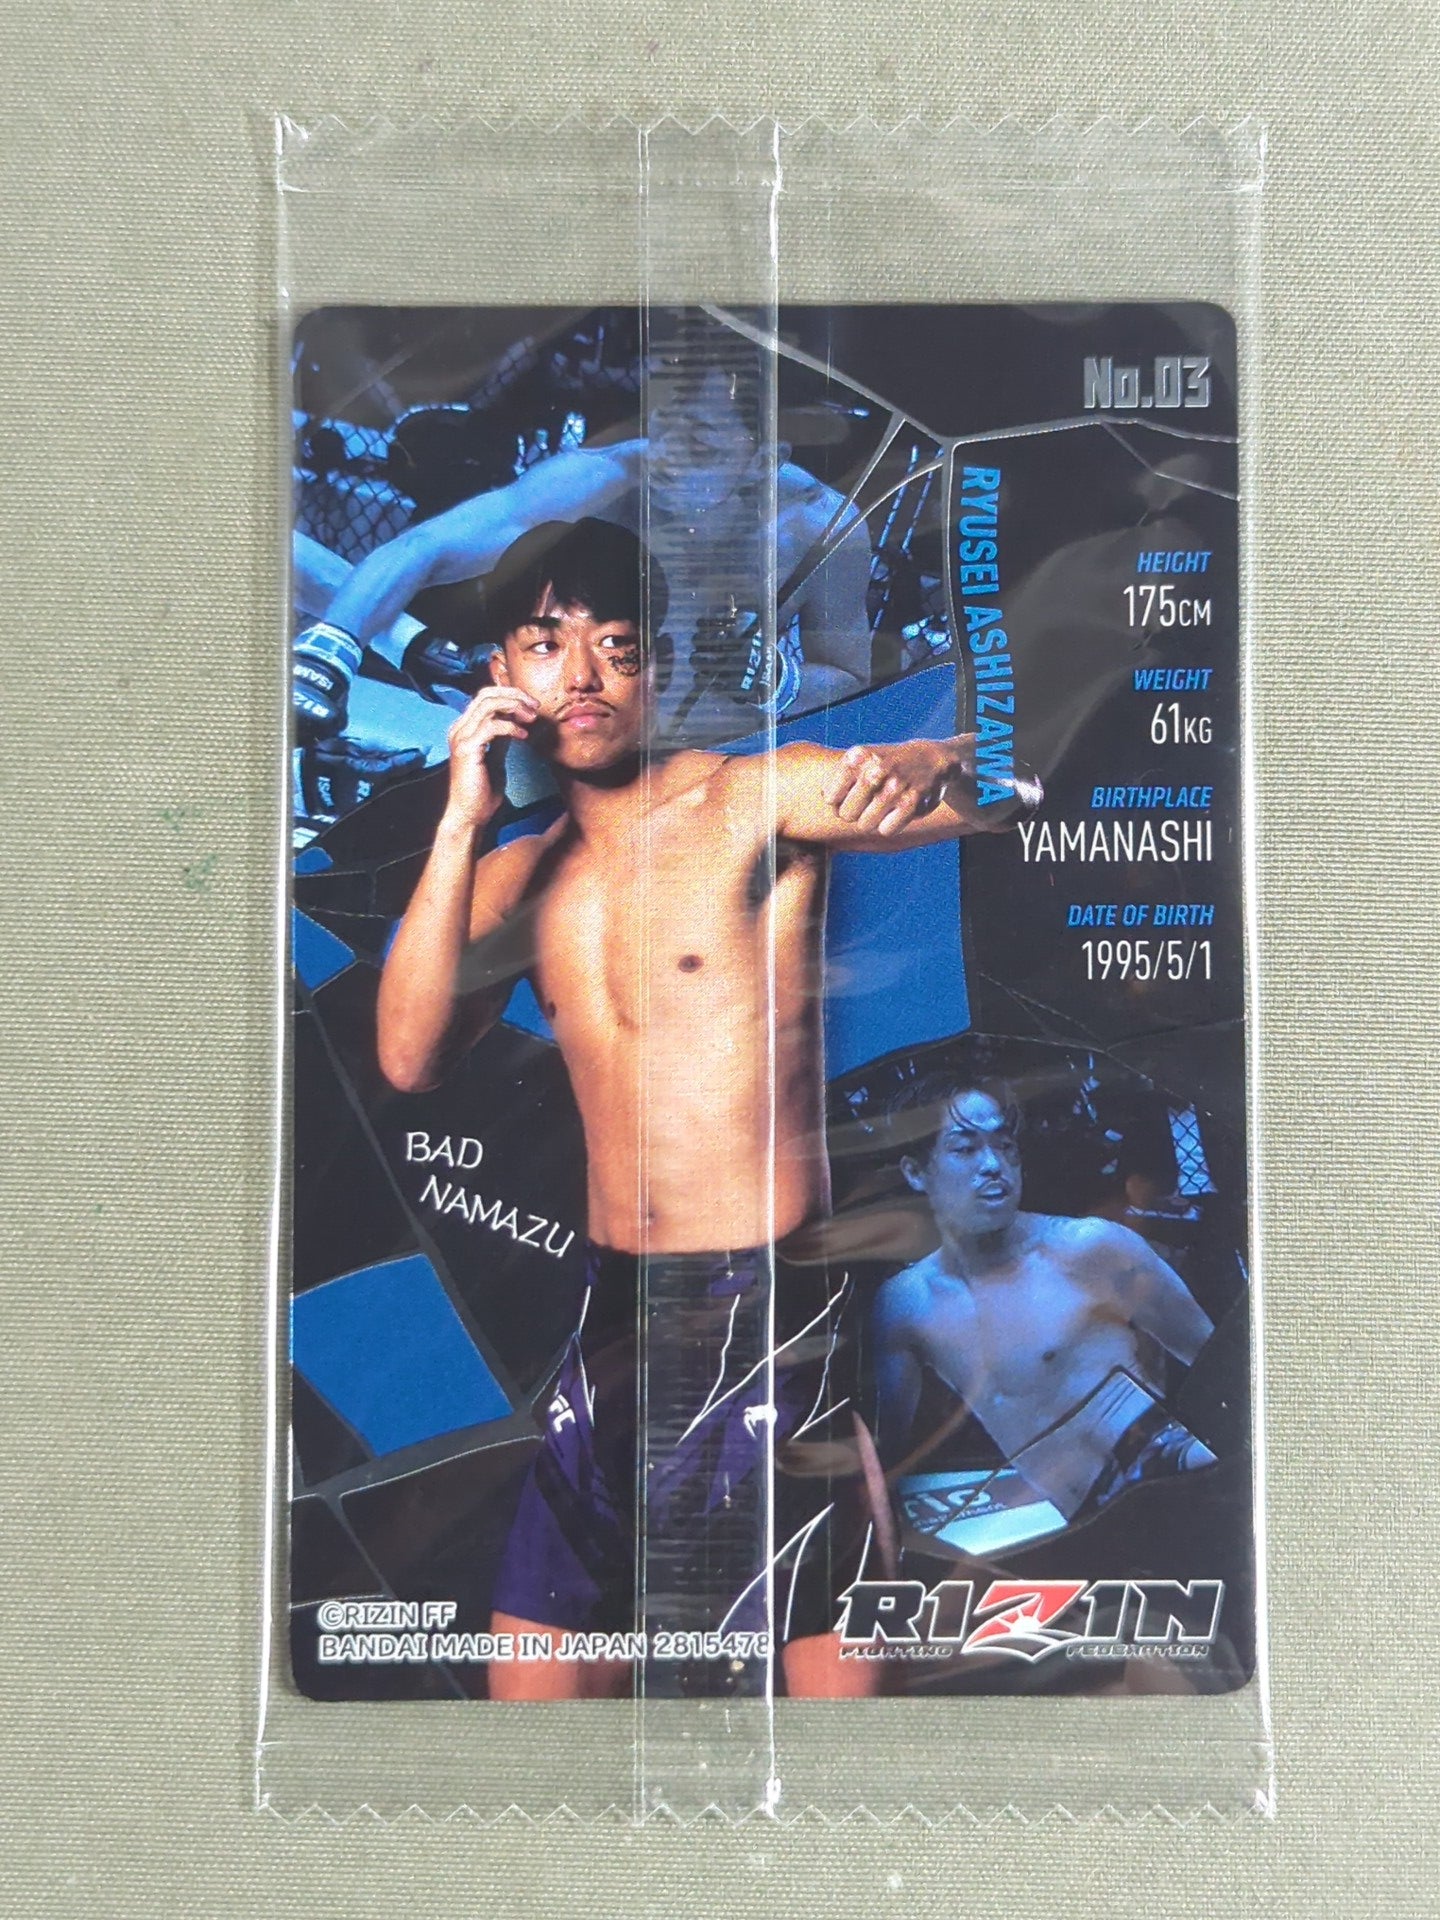 No.03
RYUSEI ASHIZAWA
HEIGHT
175CM
WEIGHT
61KG
BIRTHPLACE
YAMANASHI
DATE OF BIRTH
1995/5/1
BAD
NAMAZU
RIZIN
FIGHTING FEDERATION
©RIZIN FF
BANDAI MADE IN JAPAN 2815478